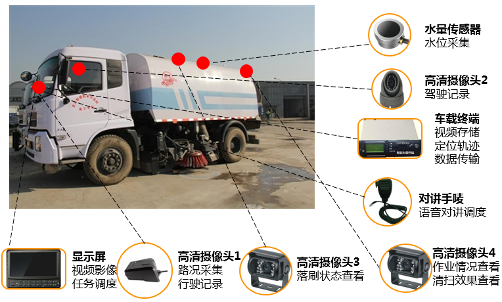 水量传感器
水位采集
高清摄像头2
驾驶记录
车载终端
视频存储
定位轨迹
数据传输
对讲手唛
语音对讲调度
显示屏
视频影像
任务调度
高清摄像头1
路况采集
行驶记录
高清摄像头3
落刷状态查看
高清摄像头4
作业情况查看
清扫效果查看